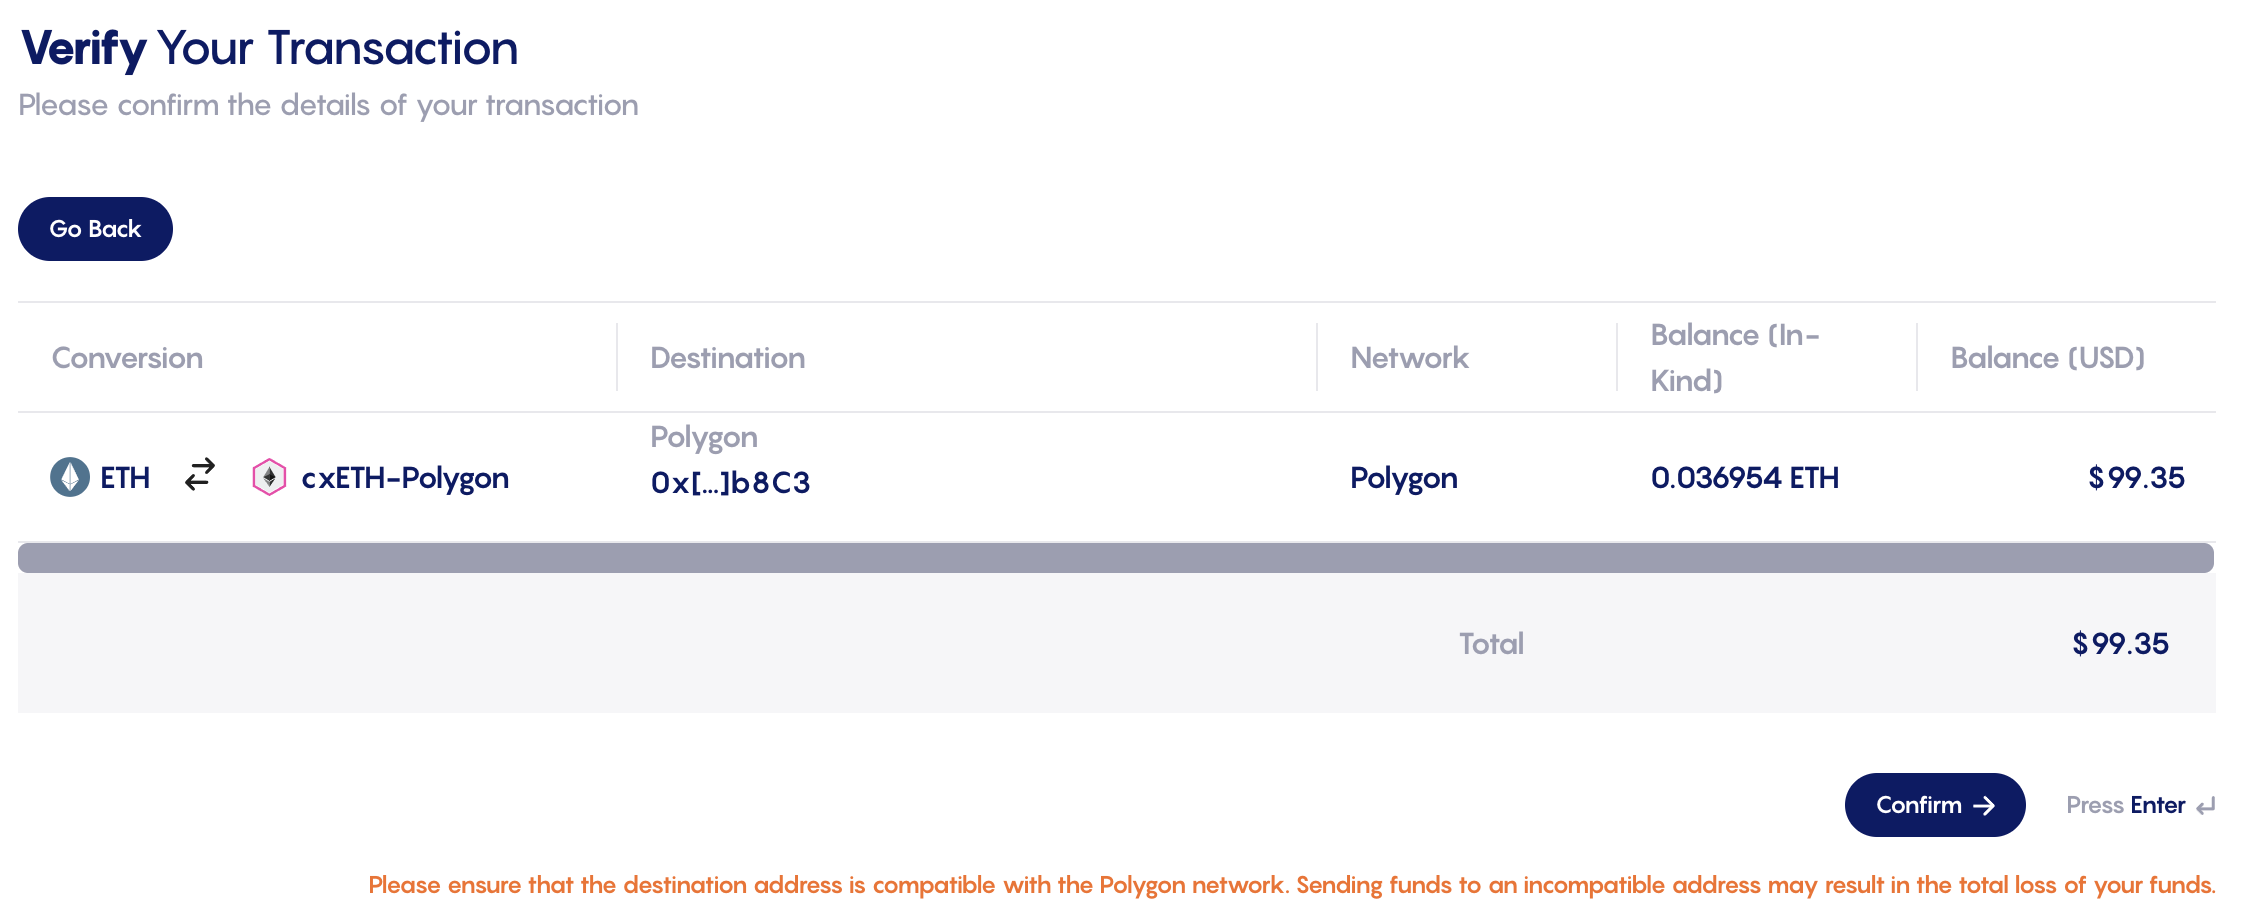 Verify Your Transaction
Please confirm the details of your transaction
Go Back
Conversion
Destination
Network
Balance (In-
Kind)
Balance (USD)
ETH
cxETH-Polygon
Polygon
0x[...]b8C3
Polygon
0.036954 ETH
$99.35
Total
$99.35
Confirm →
Press Enter ↵
Please ensure that the destination address is compatible with the Polygon network. Sending funds to an incompatible address may result in the total loss of your funds.